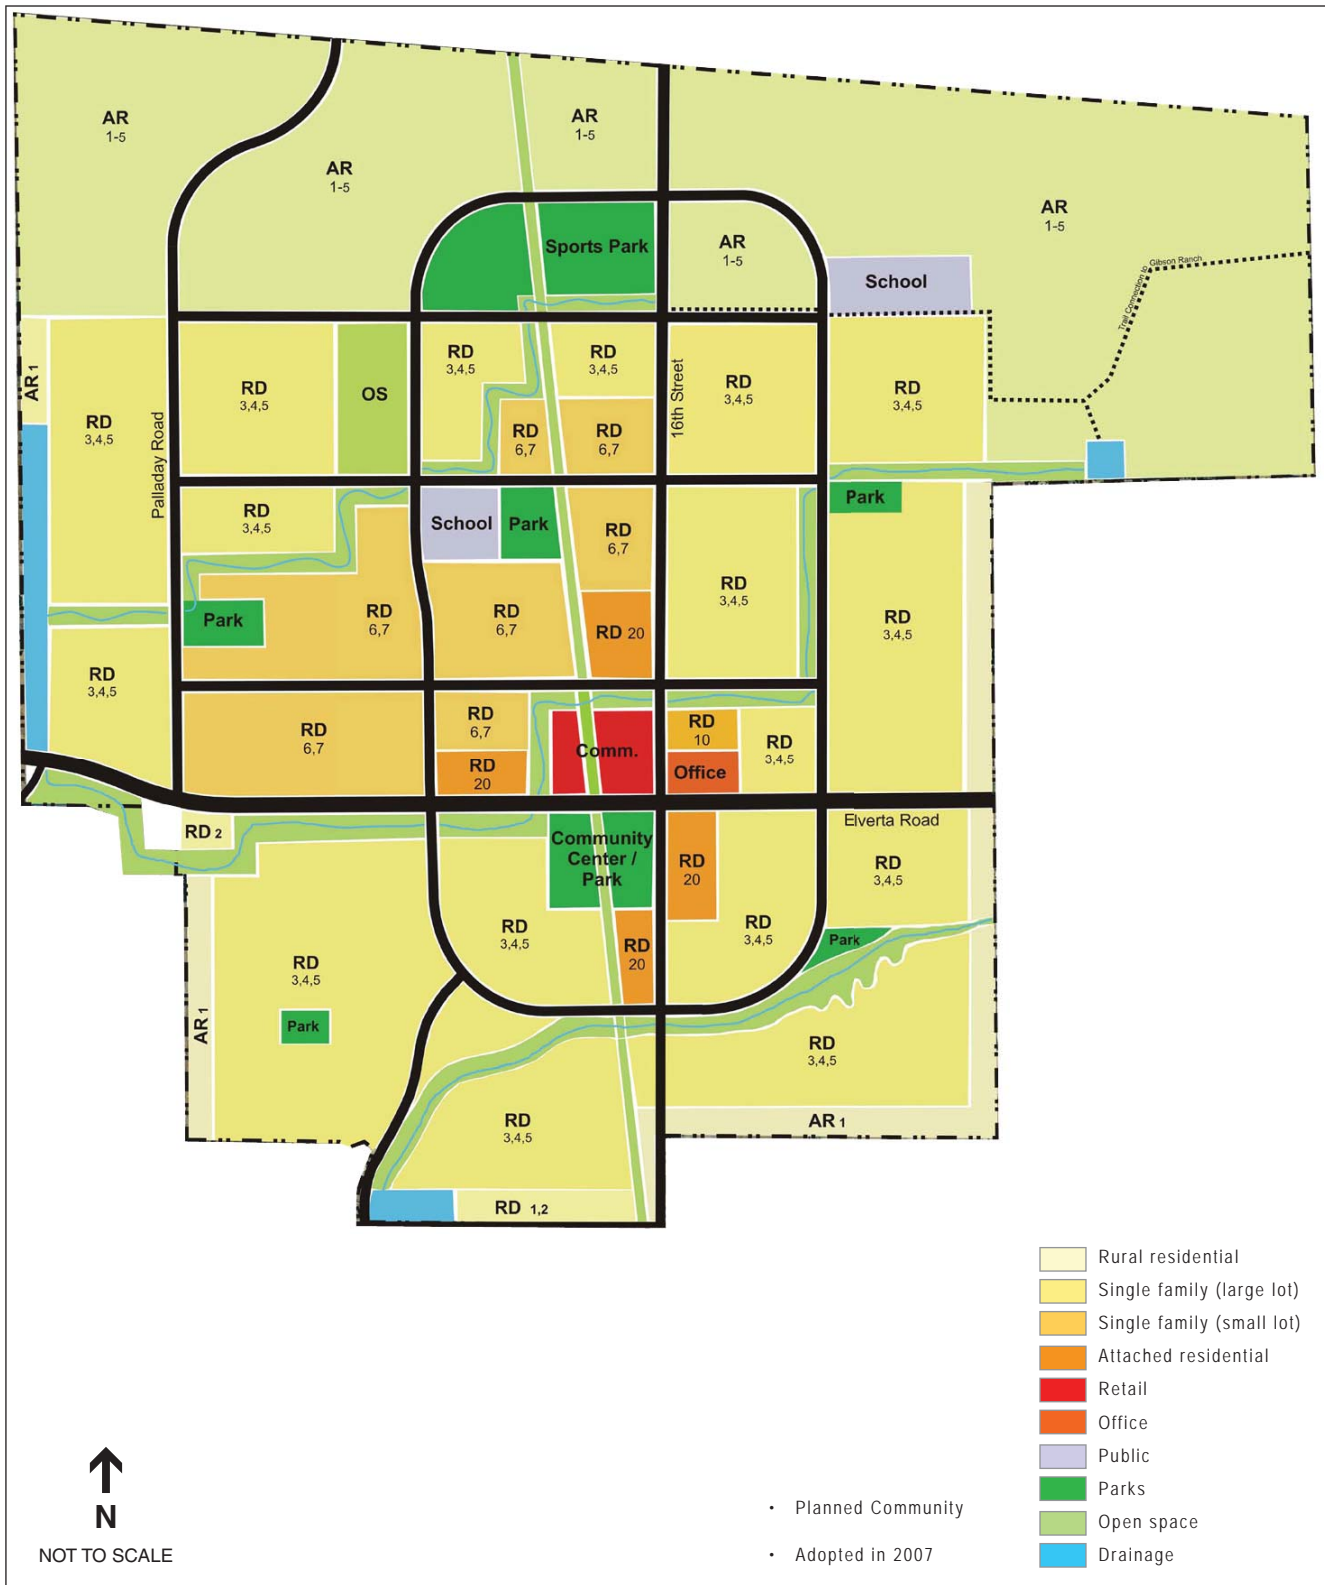 AR
1-5
AR
1-5
AR
1-5
AR
1-5
AR
1-5
Sports Park
School
Trail Connection to Gibson Ranch
AR 1
RD
3,4,5
Palladay Road
RD
3,4,5
OS
RD
3,4,5
RD
3,4,5
RD
6,7
RD
6,7
16th Street
RD
3,4,5
RD
3,4,5
RD
3,4,5
School
Park
RD
6,7
Park
RD
3,4,5
RD
3,4,5
Park
RD
6,7
RD
6,7
RD 20
RD
3,4,5
RD
6,7
RD
6,7
RD
20
Comm.
RD
10
Office
RD
3,4,5
RD 2
Community
Center /
Park
RD
20
Elverta Road
RD
3,4,5
RD
3,4,5
RD
20
RD
3,4,5
Park
RD
3,4,5
Park
AR 1
RD
3,4,5
RD
3,4,5
AR 1
RD 1,2
Rural residential
Single family (large lot)
Single family (small lot)
Attached residential
Retail
Office
Public
Parks
Open space
Drainage
N
NOT TO SCALE
• Planned Community
• Adopted in 2007